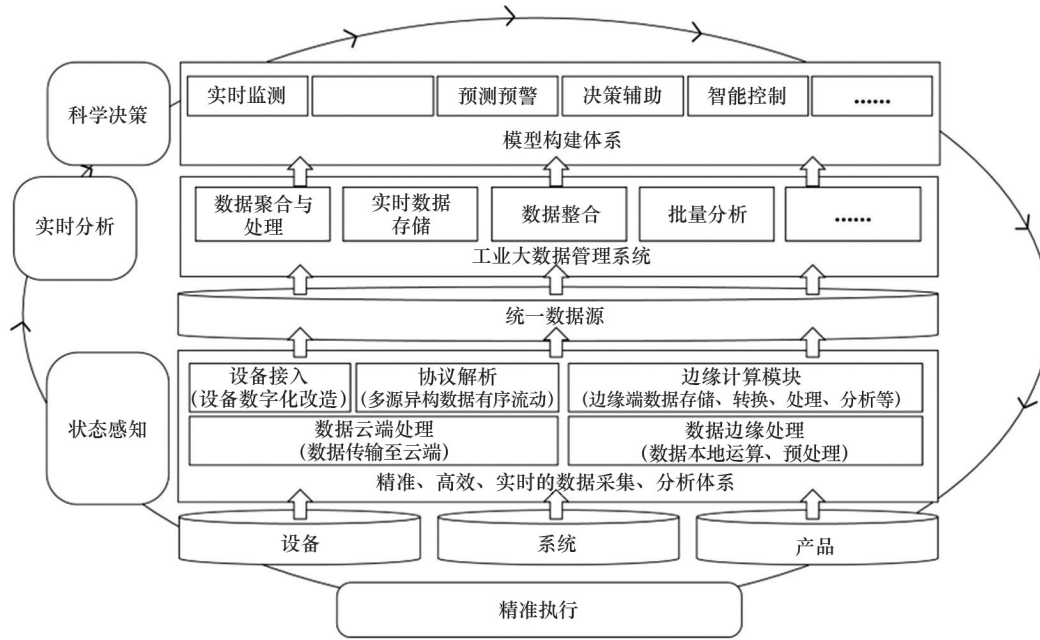 科学决策
实时监测
预测预警
决策辅助
智能控制
......
模型构建体系
实时分析
数据聚合与
处理
实时数据
存储
数据整合
批量分析
......
工业大数据管理系统
统一数据源
状态感知
设备接入
(设备数字化改造)
协议解析
(多源异构数据有序流动)
边缘计算模块
(边缘端数据存储、转换、处理、分析等)
数据云端处理
(数据传输至云端)
数据边缘处理
(数据本地运算、预处理)
精准、高效、实时的数据采集、分析体系
设备
系统
产品
精准执行